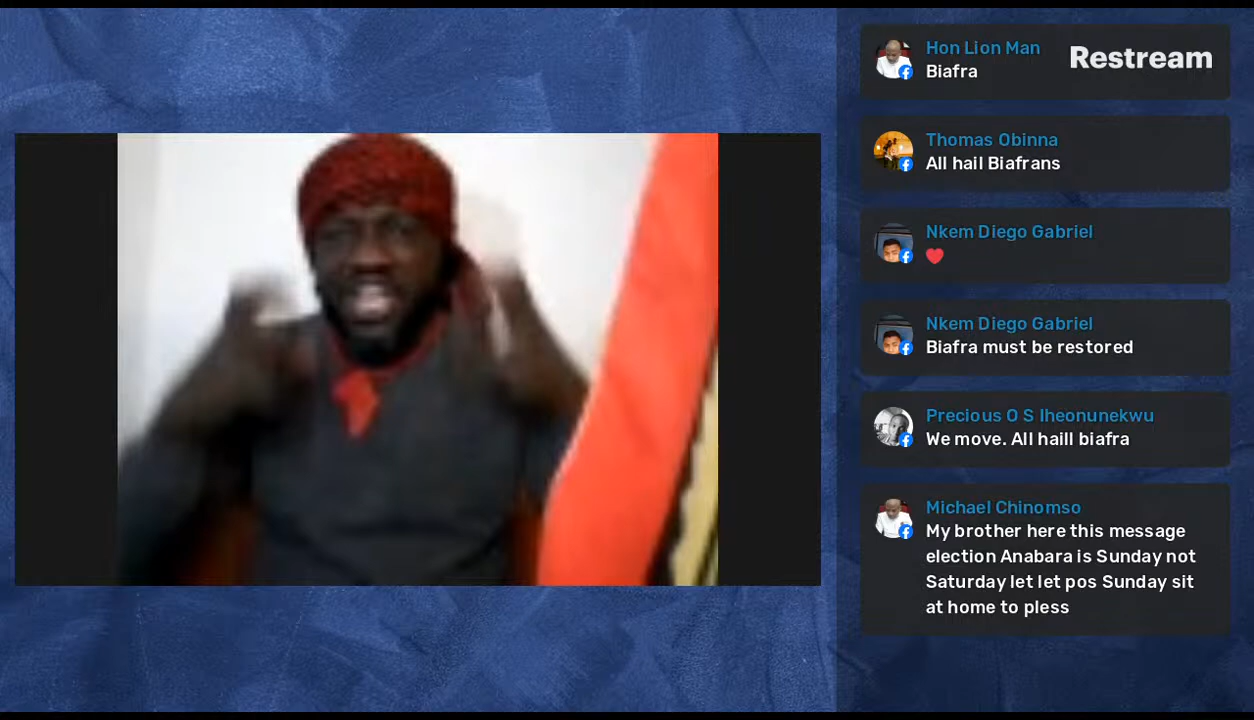 Restream
Hon Lion Man
Biafra
Thomas Obinna
All hail Biafrans
Nkem Diego Gabriel
Nkem Diego Gabriel
Biafra must be restored
Precious O S Iheonunekwu
We move. All haill biafra
Michael Chinomso
My brother here this message
election Anabara is Sunday not
Saturday let let pos Sunday sit
at home to pless